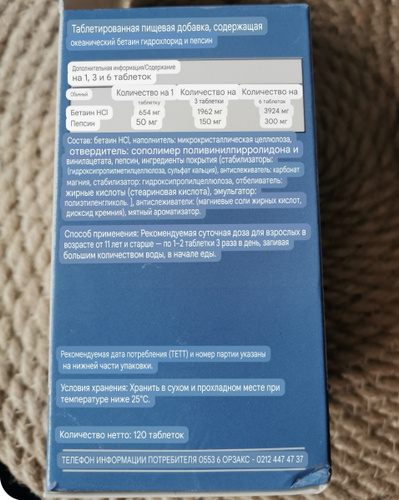 Таблетированная пищевая добавка, содержащая
океанический бетаин гидрохлорид и пепсин
Дополнительная информация/Содержание
на 1, 3 и 6 таблеток
Обычный Количество на 1 таблетку Количество на 3 таблетки Количество на 6 таблеток
Бетаин HCI 654 мг 1962 мг 3924 мг
Пепсин 50 мг 150 мг 300 мг
Состав: бетаин HCI, наполнитель: микрокристаллическая целлюлоза,
отвердитель: сополимер поливинилпирролидона и
винилацетата, пепсин, ингредиенты покрытия (стабилизаторы:
(гидроксипропилметилцеллюлоза, сульфат кальция), антислеживатель: карбонат
магния, стабилизатор: гидроксипропилцеллюлоза, отбеливатель:
жирные кислоты (стеариновая кислота), эмульгатор:
полиэтиленгликоль. ], антислеживатели: (магниевые соли жирных кислот,
диоксид кремния), мятный ароматизатор.
Способ применения: Рекомендуемая суточная доза для взрослых в
возрасте от 11 лет и старше — по 1-2 таблетки 3 раза в день, запивая
большим количеством воды, в начале еды.
Рекомендуемая дата потребления (ТЕТТ) и номер партии указаны
на нижней части упаковки.
Условия хранения: Хранить в сухом и прохладном месте при
температуре ниже 25°C.
Количество нетто: 120 таблеток
ТЕЛЕФОН ИНФОРМАЦИИ ПОТРЕБИТЕЛЯ 0553 6 ОРЗАКС - 0212 447 47 37